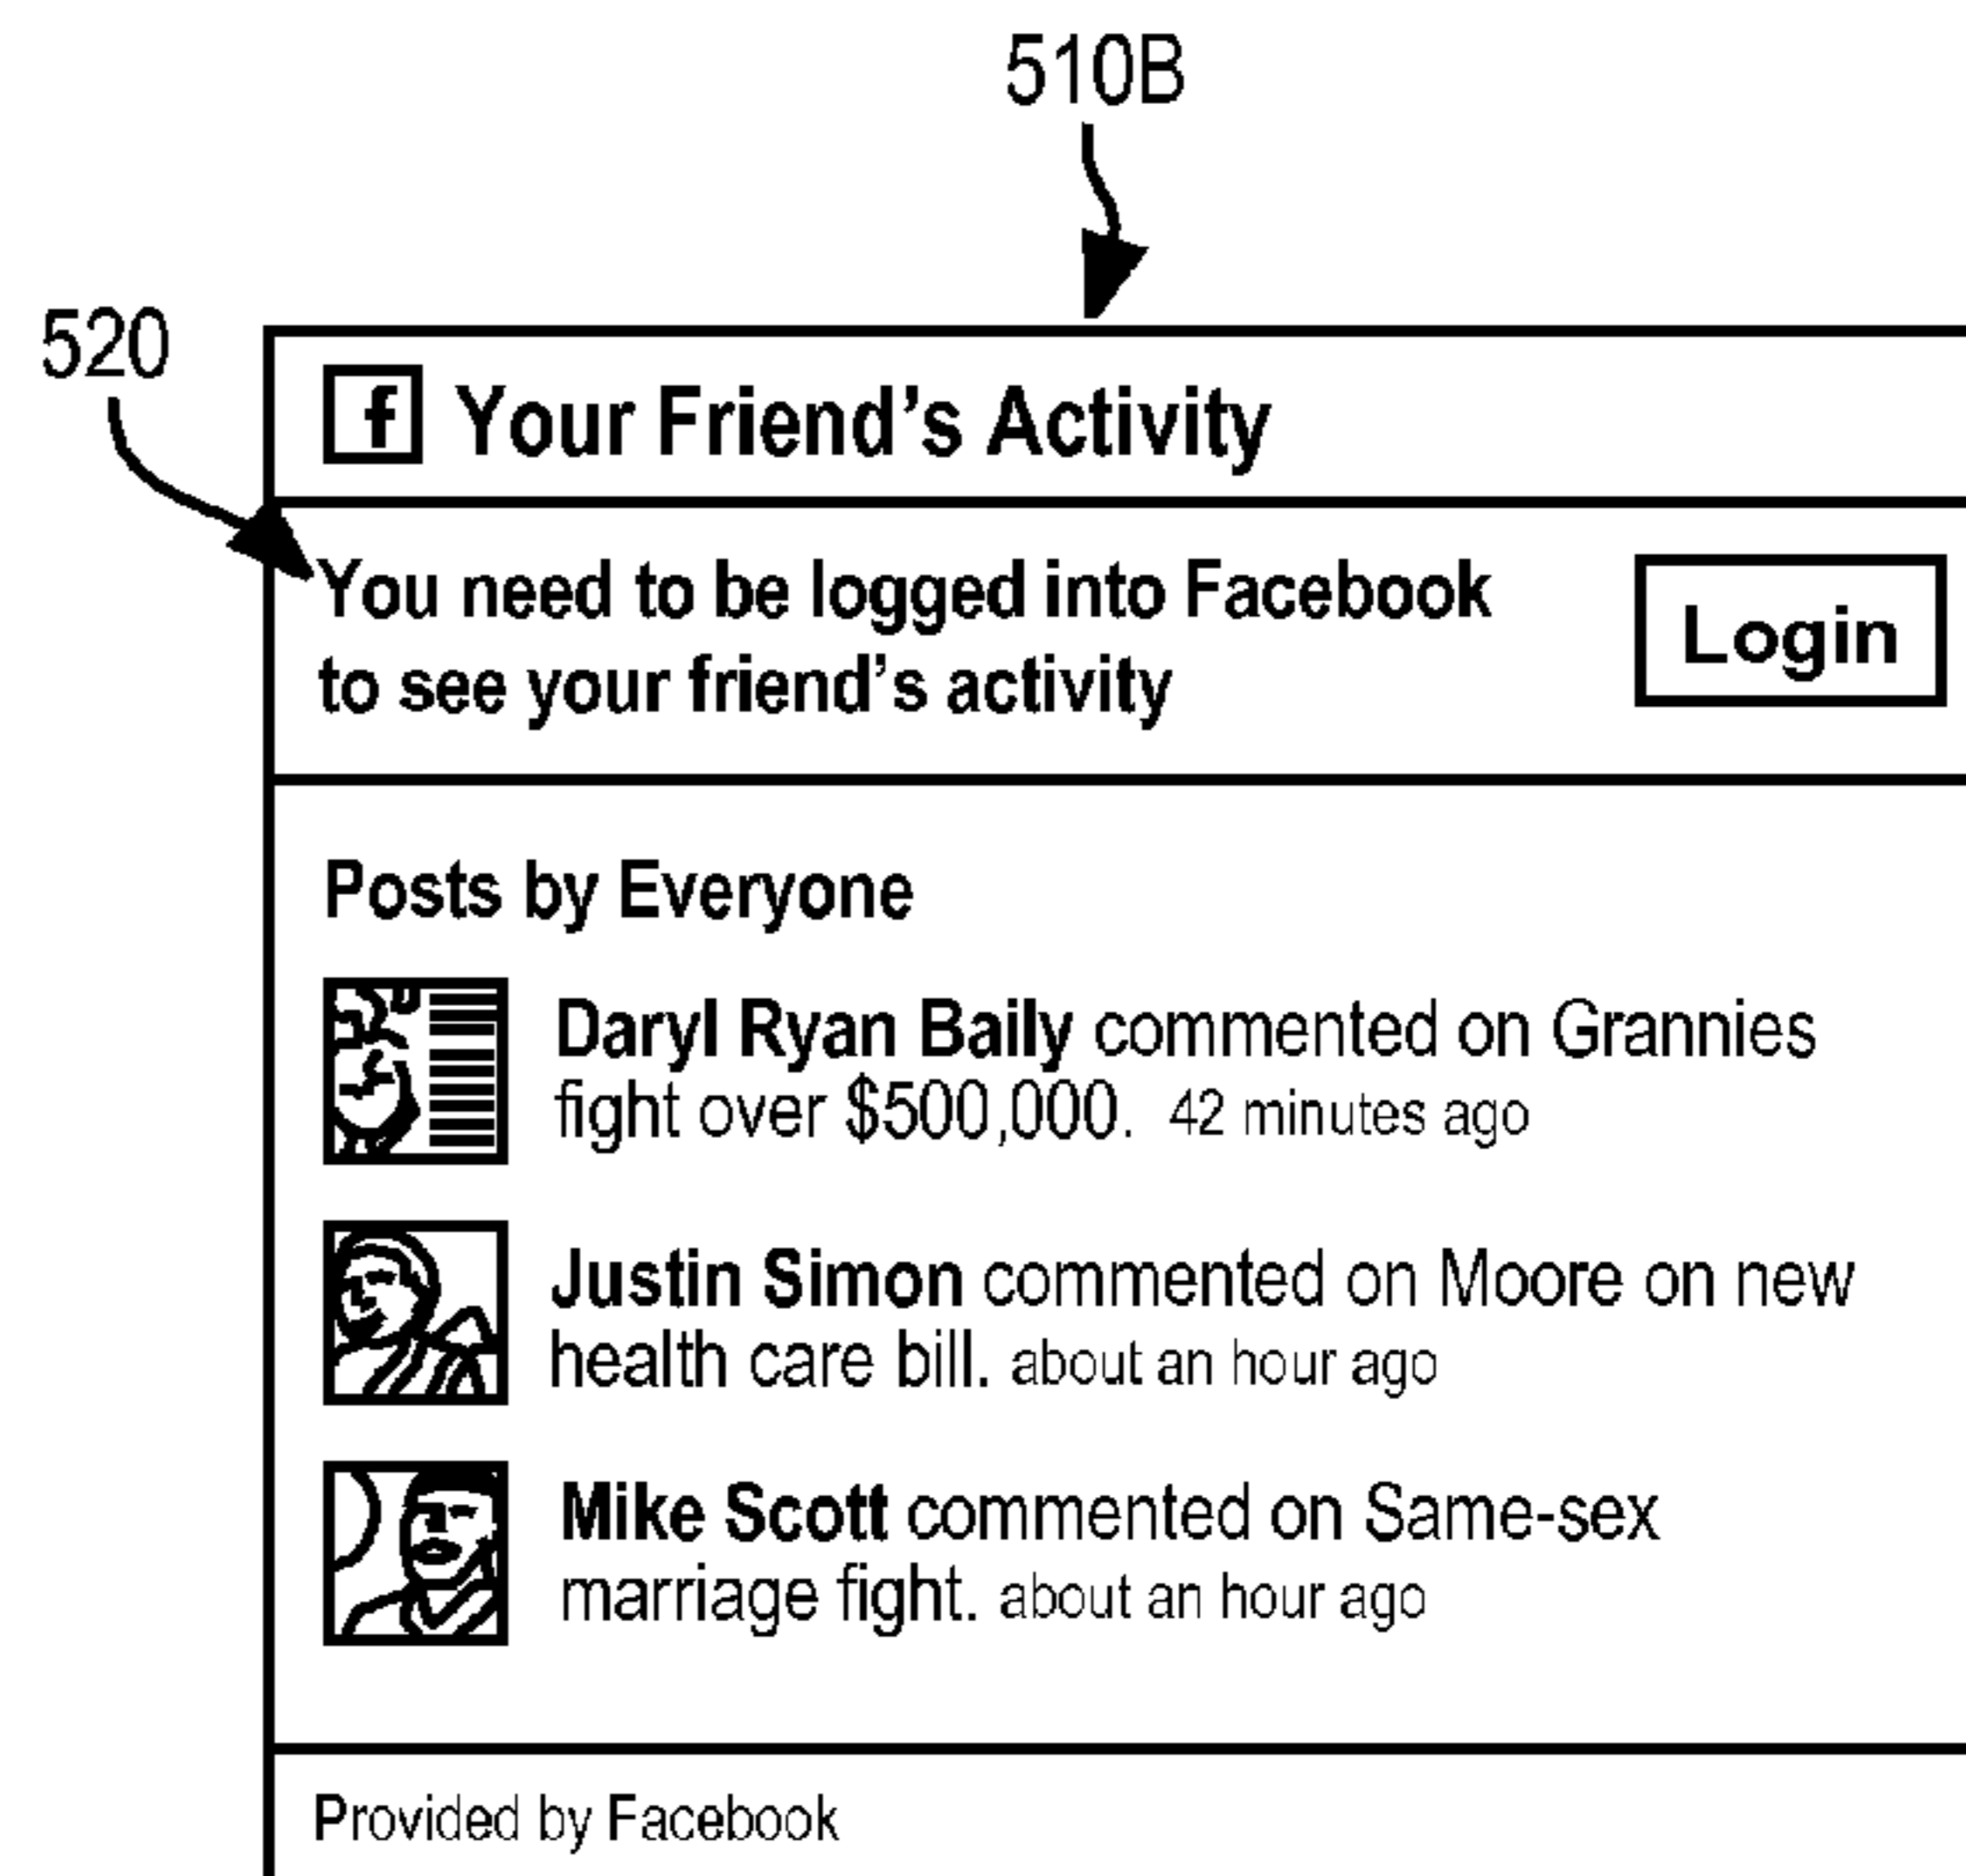 510B
520
f Your Friend's Activity
You need to be logged into Facebook
to see your friend's activity
Login
Posts by Everyone
Daryl Ryan Baily commented on Grannies
fight over $500,000. 42 minutes ago
Justin Simon commented on Moore on new
health care bill. about an hour ago
Mike Scott commented on Same-sex
marriage fight. about an hour ago
Provided by Facebook